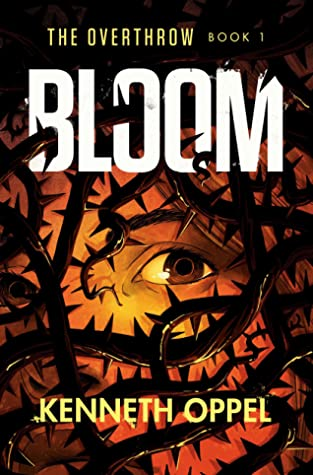 THE OVERTHROW BOOK 1
BLOOM
KENNETH OPPEL